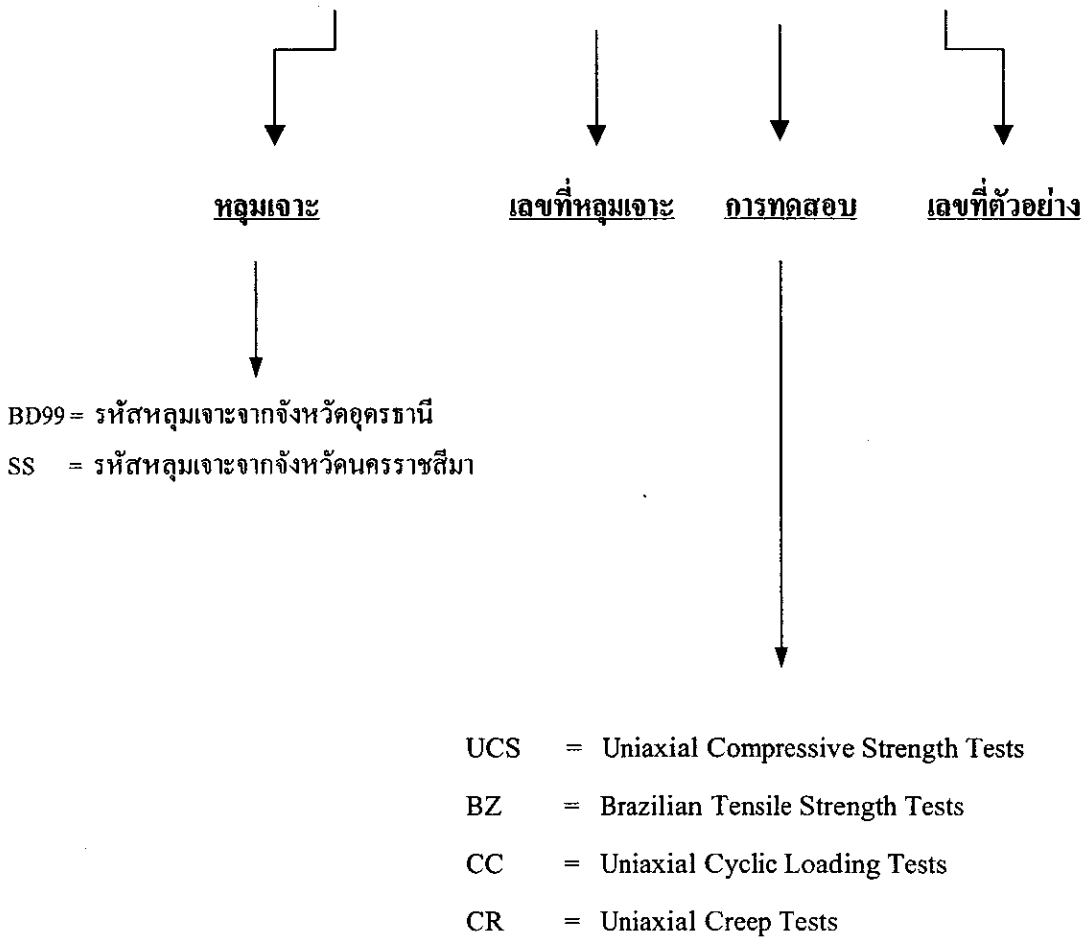 หลุมเจาะ เลขที่หลุมเจาะ การทดสอบ เลขที่ตัวอย่าง
BD99 = รหัสหลุมเจาะจากจังหวัดอุดรธานี
SS = รหัสหลุมเจาะจากจังหวัดนครราชสีมา
UCS = Uniaxial Compressive Strength Tests
BZ = Brazilian Tensile Strength Tests
CC = Uniaxial Cyclic Loading Tests
CR = Uniaxial Creep Tests